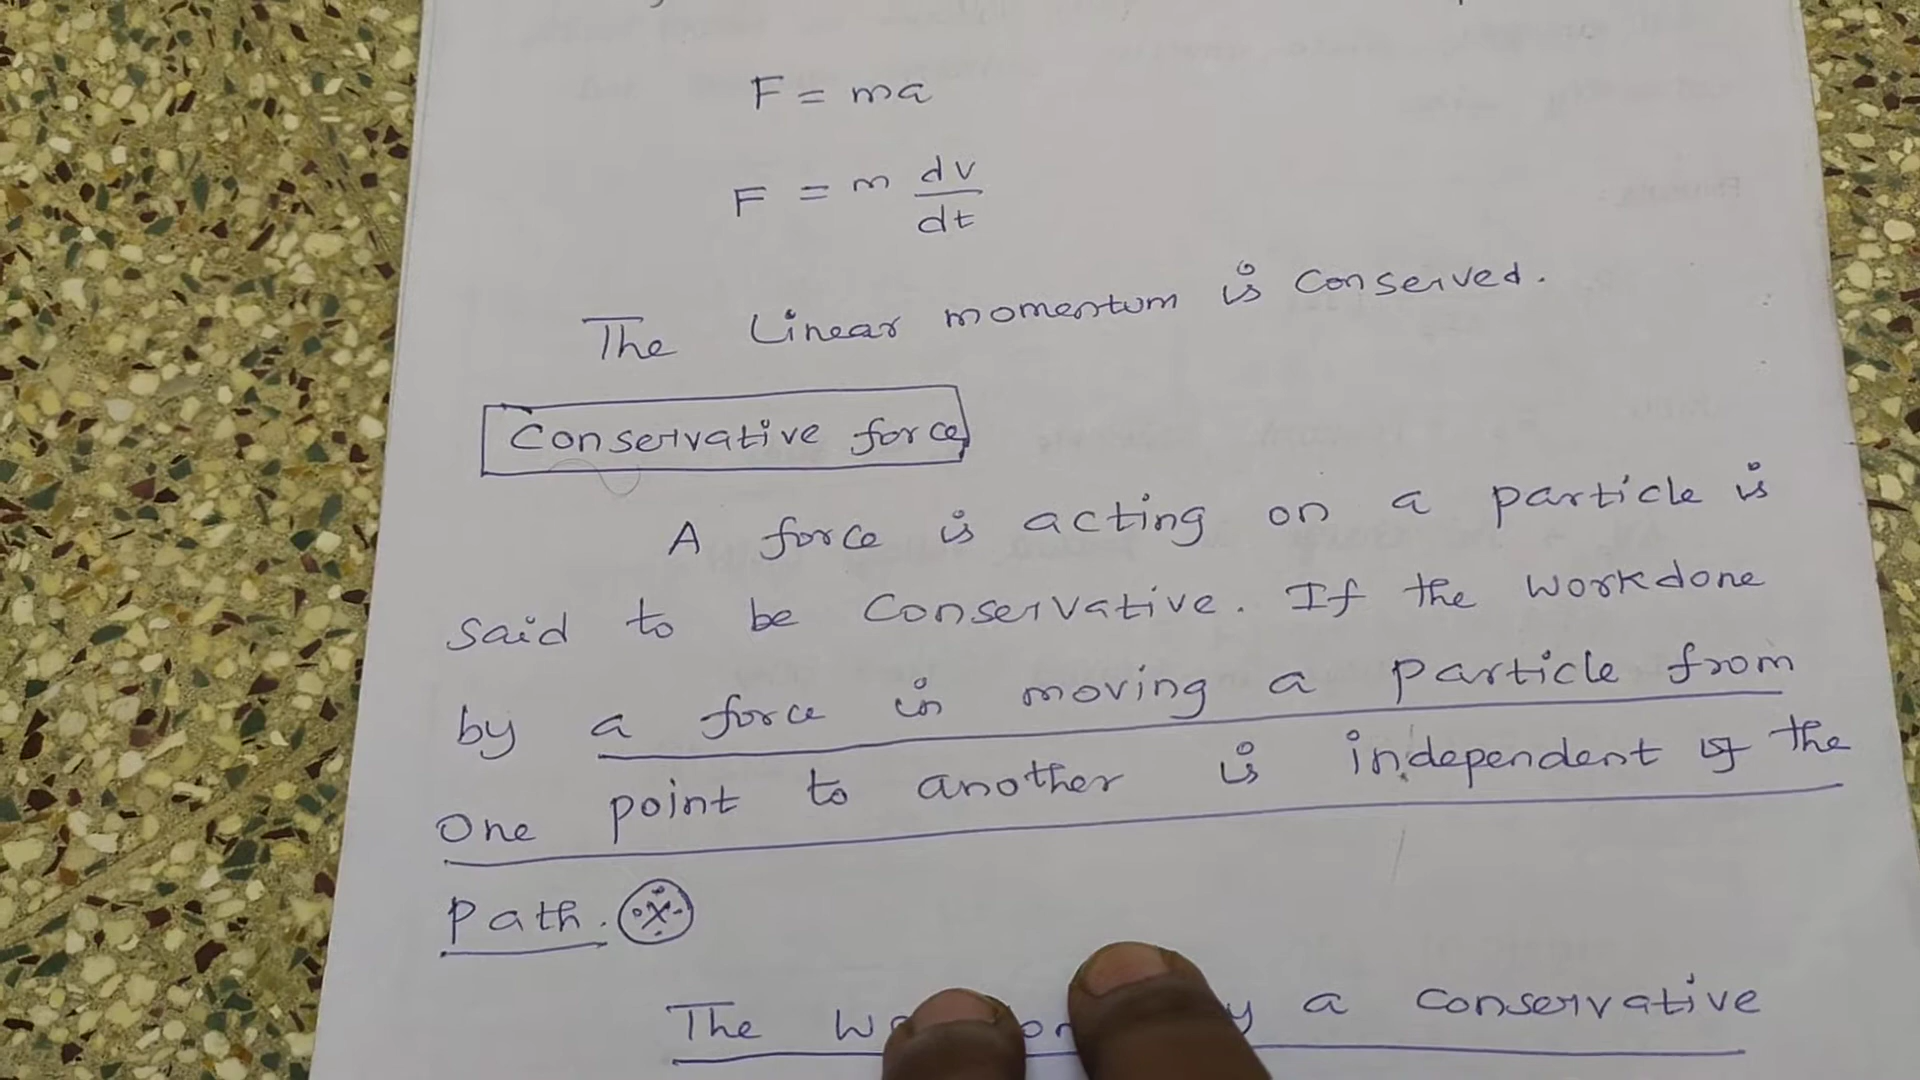 F = ma
F = m dv/dt
The Linear momentum is conserved.
Conservative force
A force is acting on a particle is
said to be conservative. If the workdone
by a force in moving a particle from
one point to another is independent of the
path.
The by a conservative